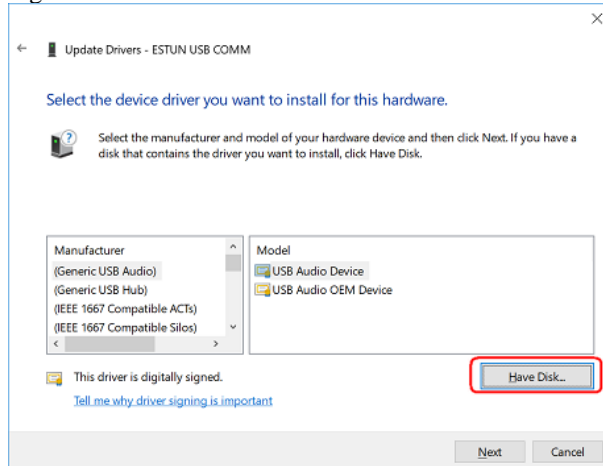 Update Drivers - ESTUN USB COMM
Select the device driver you want to install for this hardware.
Select the manufacturer and model of your hardware device and then click Next. If you have a
disk that contains the driver you want to install, click Have Disk.
Manufacturer
(Generic USB Audio)
(Generic USB Hub)
(IEEE 1667 Compatible ACTs)
(IEEE 1667 Compatible Silos)
Model
USB Audio Device
USB Audio OEM Device
This driver is digitally signed.
Have Disk...
Tell me why driver signing is important
Next
Cancel